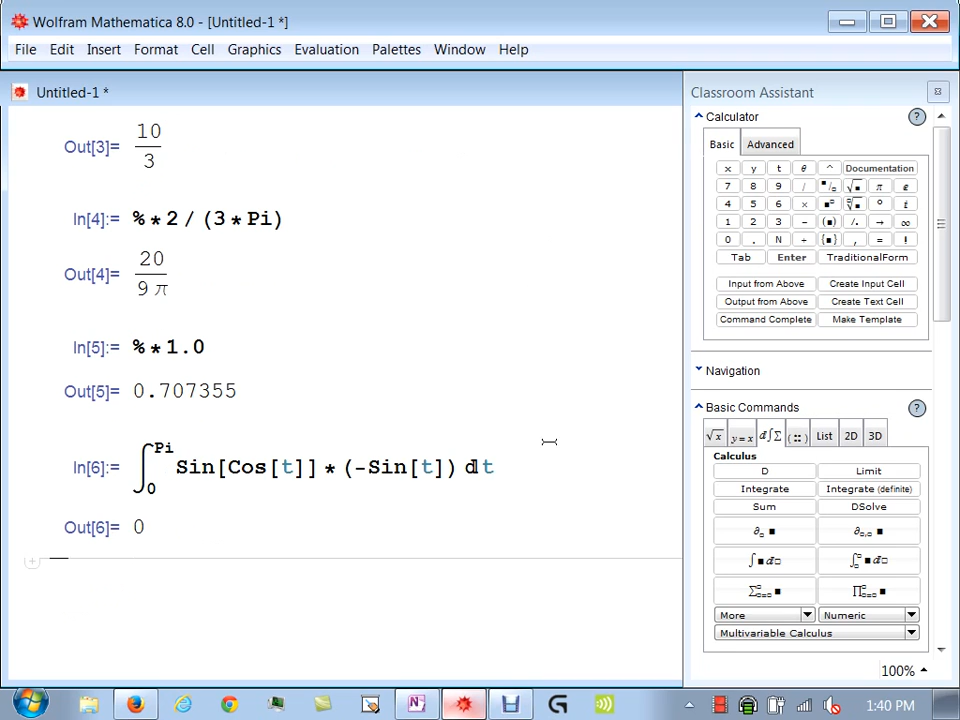 Wolfram Mathematica 8.0 - [Untitled-1 *]
File Edit Insert Format Cell Graphics Evaluation Palettes Window Help
Untitled-1 *
Out[3]= 10/3
In[4]:= % * 2 / (3 * Pi)
Out[4]= 20/9 π
In[5]:= % * 1.0
Out[5]= 0.707355
In[6]:= ∫₀^Pi Sin[Cos[t]] * (-Sin[t]) ⅆt
Out[6]= 0
Classroom Assistant
Calculator
Basic Advanced
x y t θ ^ Documentation
7 8 9 / ■/□ √■ π ⅇ
4 5 6 × ■□ □√■ ° ⅈ
1 2 3 − (■) /. → ∞
0 . N + {■} , = !
Tab Enter TraditionalForm
Input from Above Create Input Cell
Output from Above Create Text Cell
Command Complete Make Template
Navigation
Basic Commands
√x y=x ⅆ∫Σ (::) List 2D 3D
Calculus
D Limit
Integrate Integrate (definite)
Sum DSolve
∂□ ■ ∂□,□ ■
∫■ⅆ□ ∫□□ ■ⅆ□
Σ□=□ ■ Π□=□ ■
More Numeric
Multivariable Calculus
100%
1:40 PM